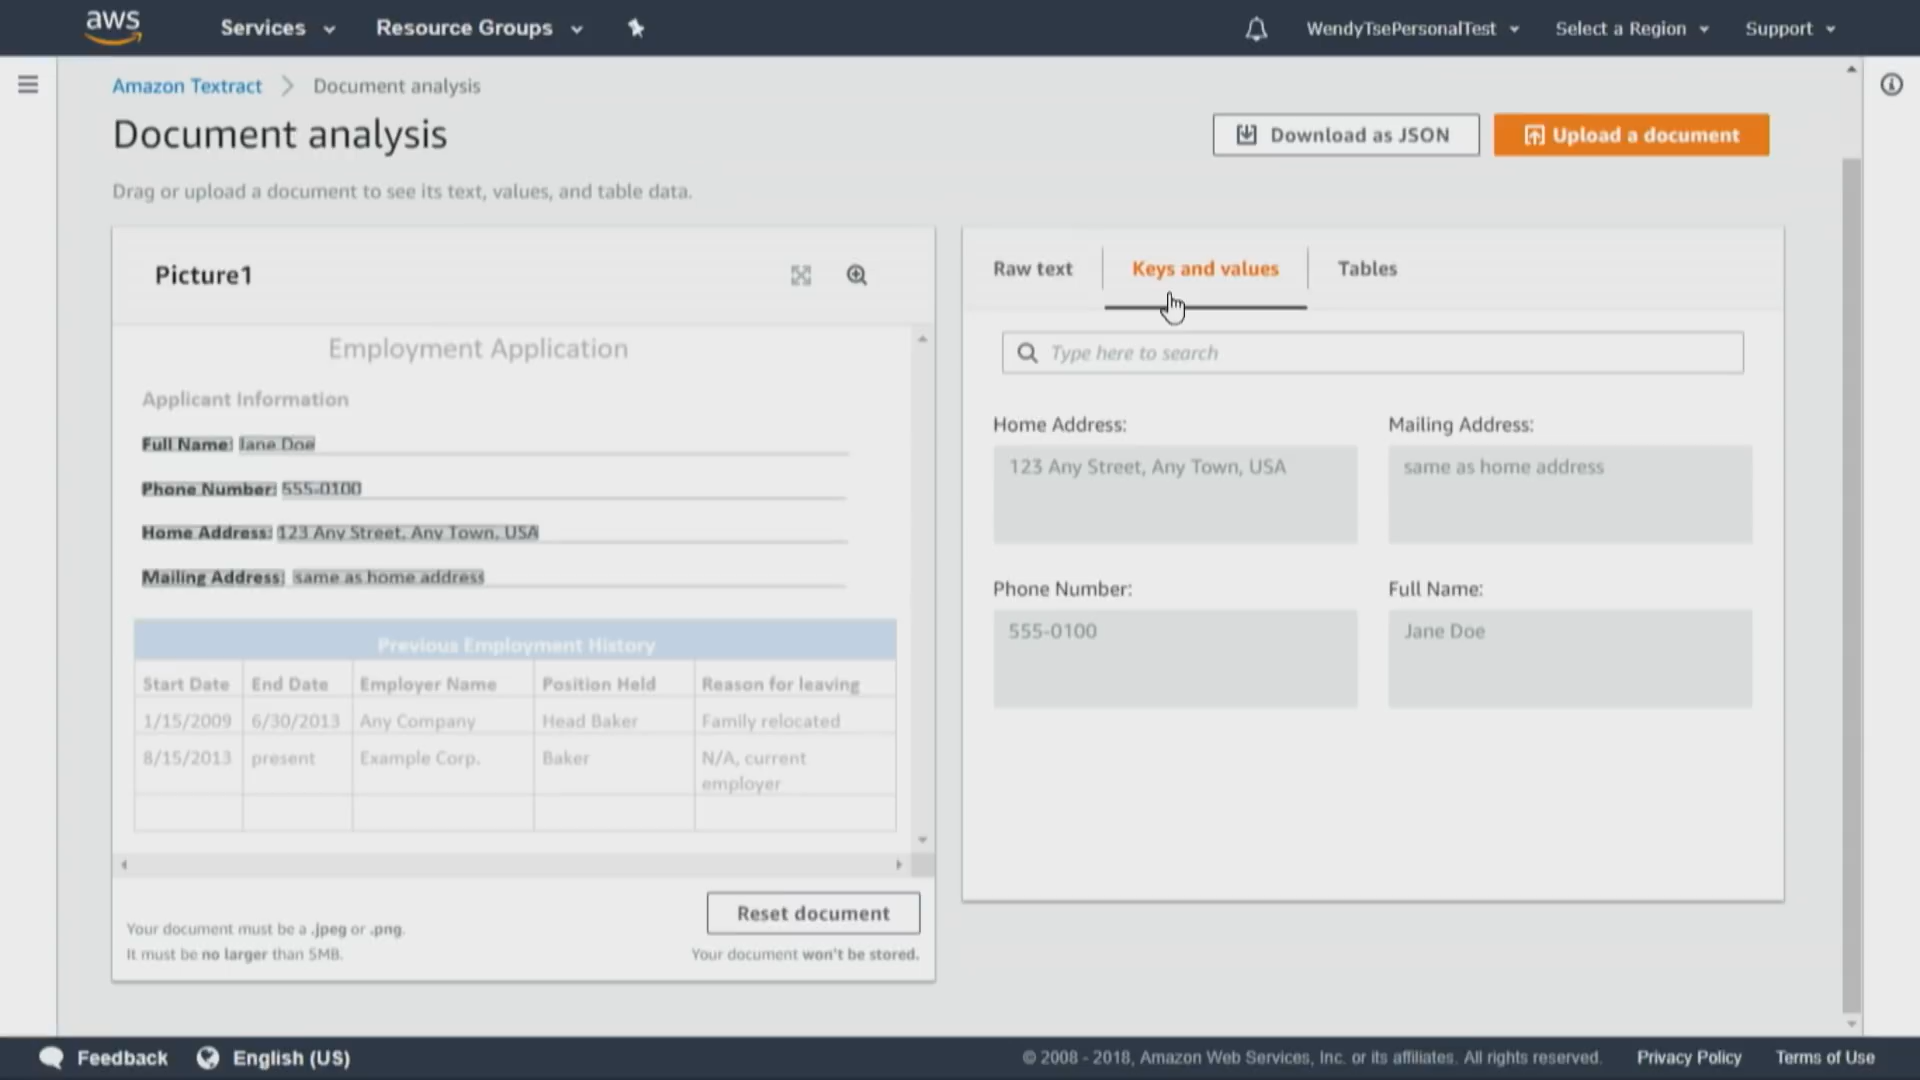 aws
Services
Resource Groups
WendyTsePersonalTest
Select a Region
Support
Amazon Textract
Document analysis
Document analysis
Download as JSON
Upload a document
Drag or upload a document to see its text, values, and table data.
Picture1
Employment Application
Applicant Information
Full Name: Jane Doe
Phone Number: 555-0100
Home Address: 123 Any Street, Any Town, USA
Mailing Address: same as home address
Previous Employment History
Start Date End Date Employer Name Position Held Reason for leaving
1/15/2009 6/30/2013 Any Company Head Baker Family relocated
8/15/2013 present Example Corp. Baker N/A, current
employer
Reset document
Your document must be a .jpeg or .png.
It must be no larger than 5MB.
Your document won't be stored.
Raw text
Keys and values
Tables
Type here to search
Home Address:
123 Any Street, Any Town, USA
Mailing Address:
same as home address
Phone Number:
555-0100
Full Name:
Jane Doe
Feedback
English (US)
© 2008 - 2018, Amazon Web Services, Inc. or its affiliates. All rights reserved.
Privacy Policy
Terms of Use